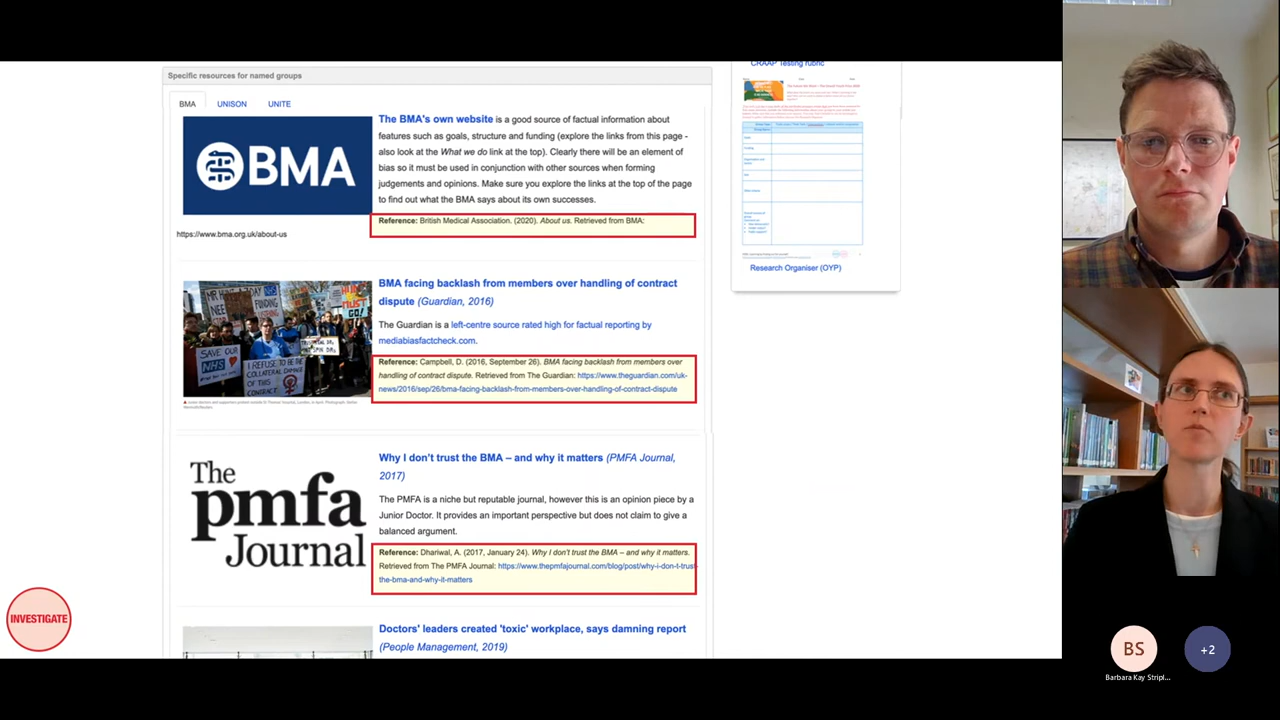 Specific resources for named groups
BMA UNISON UNITE
BMA
The BMA's own website is a good source of factual information about
features such as goals, structure and funding (explore the links from this page -
also look at the What we do link at the top). Clearly there will be an element of
bias so it must be used in conjunction with other sources when forming
judgements and opinions. Make sure you explore the links at the top of the page
to find out what the BMA says about its own successes.
Reference: British Medical Association. (2020). About us. Retrieved from BMA:
https://www.bma.org.uk/about-us
BMA facing backlash from members over handling of contract
dispute (Guardian, 2016)
The Guardian is a left-centre source rated high for factual reporting by
mediabiasfactcheck.com.
Reference: Campbell, D. (2016, September 26). BMA facing backlash from members over
handling of contract dispute. Retrieved from The Guardian: https://www.theguardian.com/uk-
news/2016/sep/26/bma-facing-backlash-from-members-over-handling-of-contract-dispute
SAVE OUR
NHS
I REFUSE TO BE
THE COLLATERAL
DAMAGE OF
THIS CONTRACT
The
pmfa
Journal
Why I don't trust the BMA – and why it matters (PMFA Journal,
2017)
The PMFA is a niche but reputable journal, however this is an opinion piece by a
Junior Doctor. It provides an important perspective but does not claim to give a
balanced argument.
Reference: Dhariwal, A. (2017, January 24). Why I don't trust the BMA – and why it matters.
Retrieved from The PMFA Journal: https://www.thepmfajournal.com/blog/post/why-i-don-t-trust-
the-bma-and-why-it-matters
Doctors' leaders created 'toxic' workplace, says damning report
(People Management, 2019)
CRAAP Testing rubric
Research Organiser (OYP)
INVESTIGATE
BS
Barbara Kay Stripl...
+2